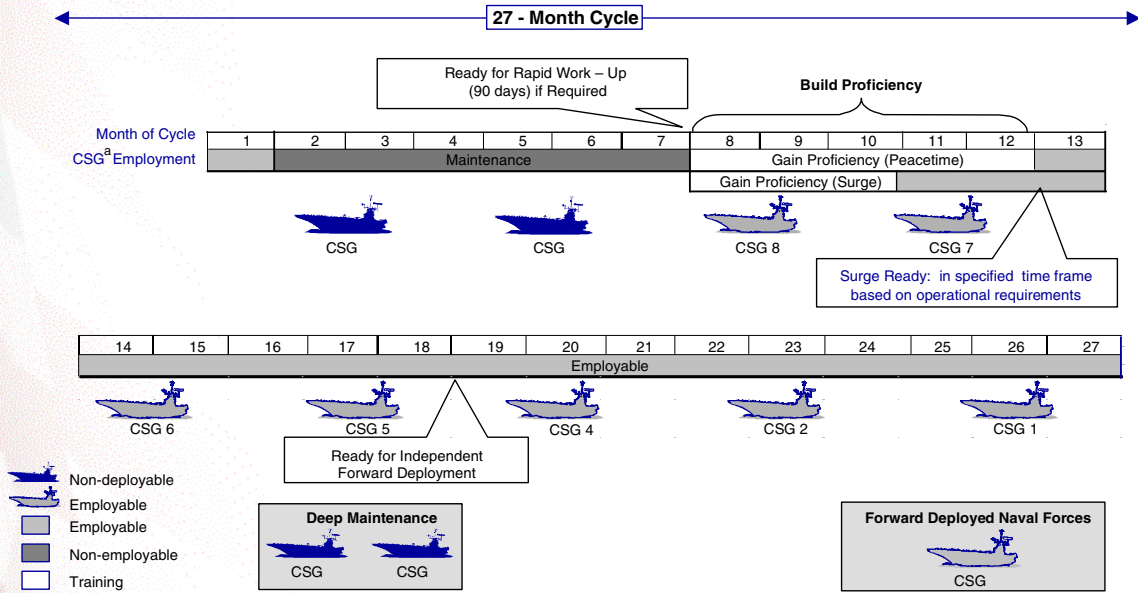 27 - Month Cycle
Ready for Rapid Work – Up
(90 days) if Required
Build Proficiency
Month of Cycle
1 2 3 4 5 6 7 8 9 10 11 12 13
CSGa Employment
Maintenance
Gain Proficiency (Peacetime)
Gain Proficiency (Surge)
CSG
CSG
CSG 8
CSG 7
Surge Ready: in specified time frame
based on operational requirements
14 15 16 17 18 19 20 21 22 23 24 25 26 27
Employable
CSG 6
CSG 5
CSG 4
CSG 2
CSG 1
Ready for Independent
Forward Deployment
Non-deployable
Employable
Employable
Non-employable
Training
Deep Maintenance
CSG
CSG
Forward Deployed Naval Forces
CSG